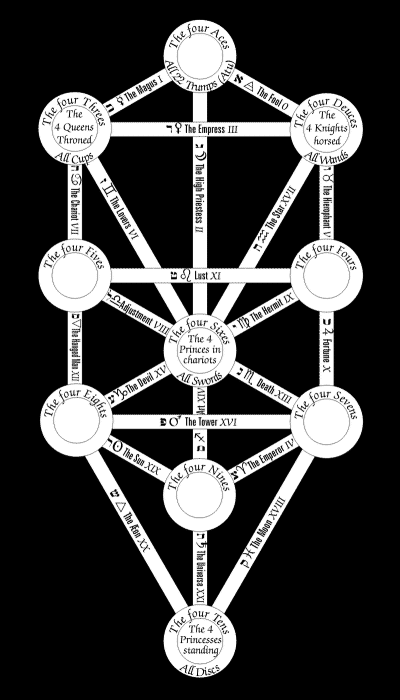 The four Aces
All 22 Trumps (Atu)
The Magus I
The Fool 0
The four Threes
The
4 Queens
Throned
All Cups
The four Deuces
The
4 Knights
horsed
All Wands
ד ♀ The Empress III
The Chariot VII
The Lovers VI
The High Priestess II
The Star XVII
The Hierophant V
The four Fives
The four Fours
♌ Lust XI
Adjustment VIII
The Hermit IX
The four Sixes
The 4
Princes in
chariots
All Swords
The Hanged Man XII
Fortune X
The Devil XV
Death XIII
Art XIV
The four Eights
The four Sevens
פ ♂ The Tower XVI
The Sun XIX
The Emperor IV
The four Nines
ש △ The Æon XX
The Universe XXI
ק ♓ The Moon XVIII
The four Tens
The 4
Princesses
standing
All Discs